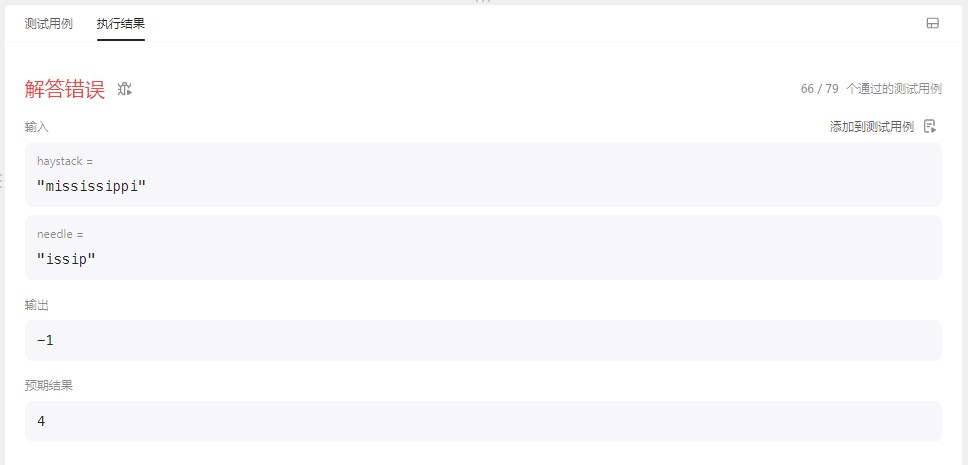 测试用例 执行结果
解答错误 66 / 79 个通过的测试用例
输入 添加到测试用例
haystack =
"mississippi"
needle =
"issip"
输出
-1
预期结果
4